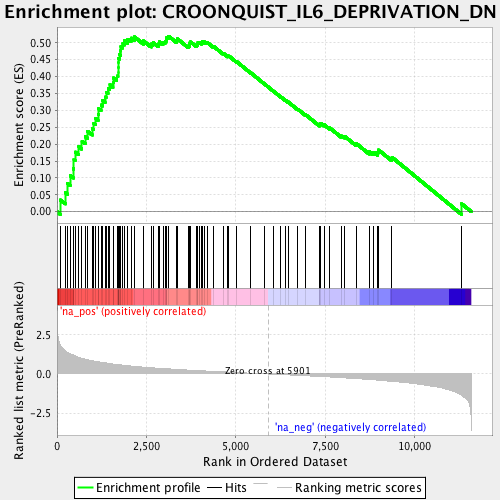 Enrichment plot: CROONQUIST_IL6_DEPRIVATION_DN
Enrichment score (ES)
0.50
0.45
0.40
0.35
0.30
0.25
0.20
0.15
0.10
0.05
0.00
'na_pos' (positively correlated)
Ranked list metric (PreRanked)
2.5
0.0
-2.5
Zero cross at 5901
'na_neg' (negatively correlated)
0
2,500
5,000
7,500
10,000
Rank in Ordered Dataset
Enrichment profile
Hits
Ranking metric scores